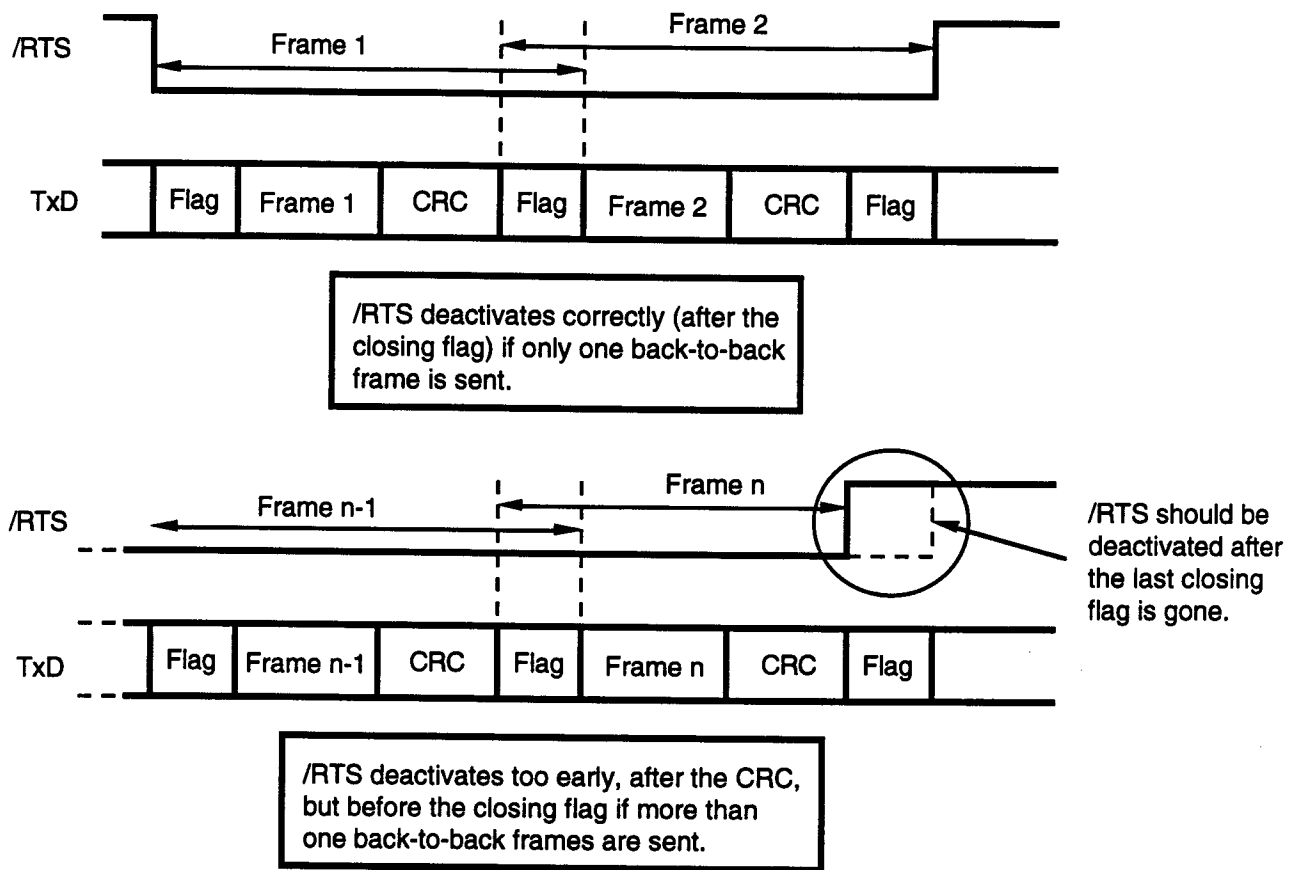 /RTS
Frame 1
Frame 2
TxD
Flag
Frame 1
CRC
Flag
Frame 2
CRC
Flag
/RTS deactivates correctly (after the
closing flag) if only one back-to-back
frame is sent.
/RTS
Frame n-1
Frame n
/RTS should be
deactivated after
the last closing
flag is gone.
TxD
Flag
Frame n-1
CRC
Flag
Frame n
CRC
Flag
/RTS deactivates too early, after the CRC,
but before the closing flag if more than
one back-to-back frames are sent.